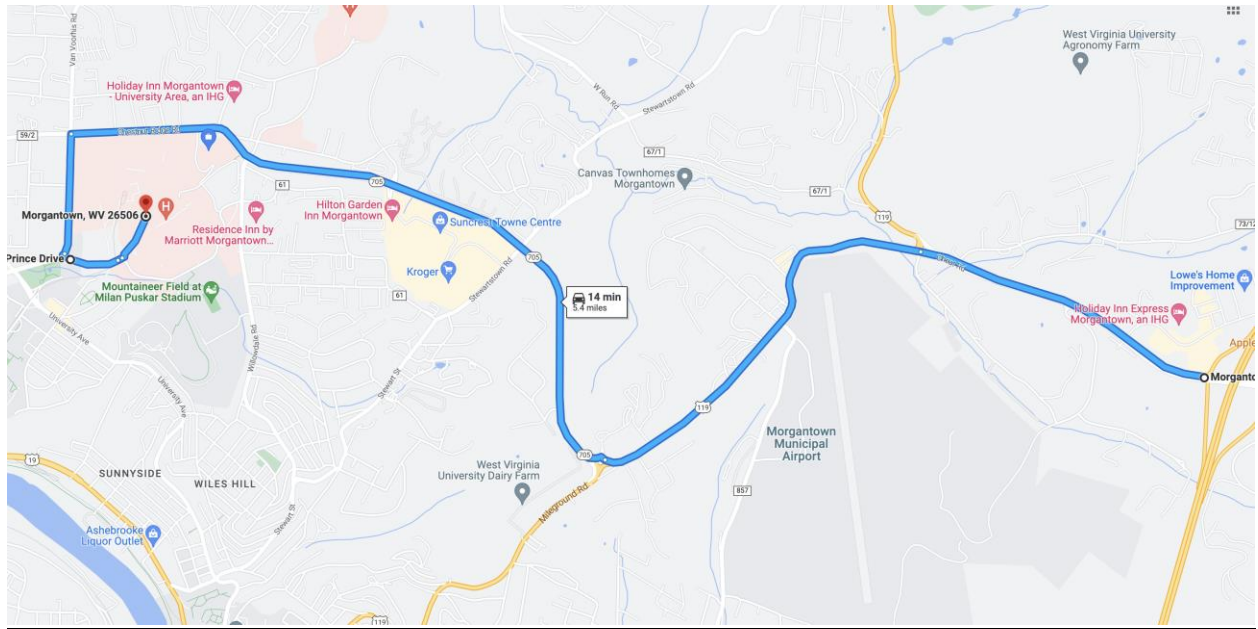 West Virginia University
Agronomy Farm
Van Voorhis Rd
Holiday Inn Morgantown
- University Area, an IHG
W Run Rd
Stewartstown Rd
59/2
67/1
Canvas Townhomes
Morgantown
61
705
67/1
119
73/12
Hilton Garden
Inn Morgantown
Morgantown, WV 26506
H
Residence Inn by
Marriott Morgantown...
Suncrest Towne Centre
705
Prince Drive
Kroger
Stewartstown Rd
Mountaineer Field at
Milan Puskar Stadium
61
14 min
5.4 miles
Lowe's Home
Improvement
Holiday Inn Express
Morgantown, an IHG
University Ave
Willowdale Rd
Apple
Morganto
University Ave
Stewart St
119
Morgantown
Municipal
Airport
705
19
SUNNYSIDE
WILES HILL
West Virginia
University Dairy Farm
Mileground Rd
857
Stewart St
Ashebrooke
Liquor Outlet
119